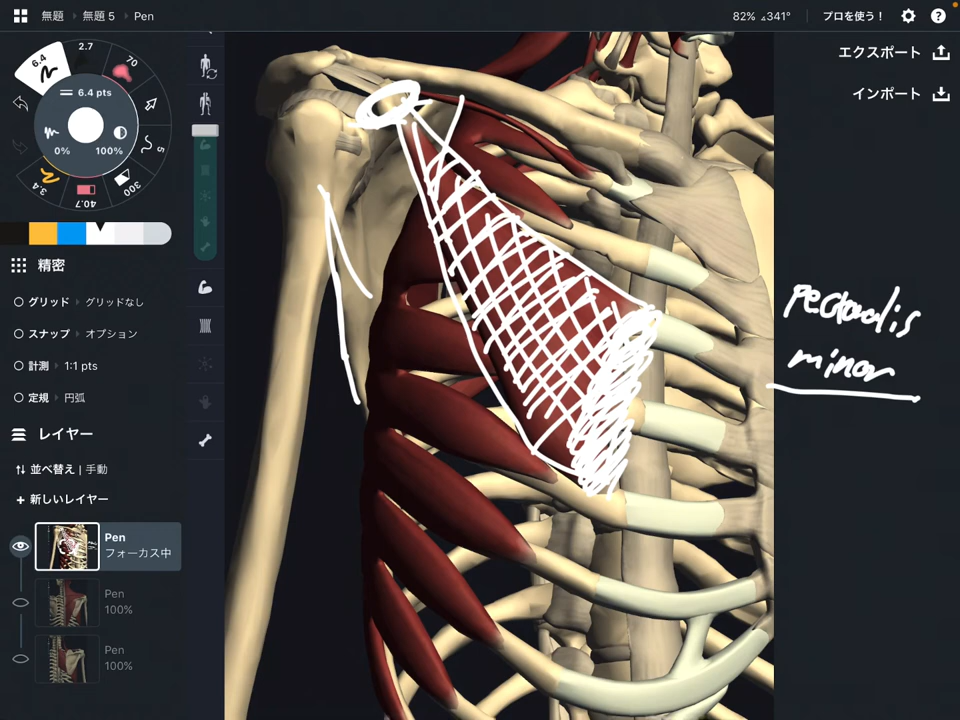 無題 › 無題 5 › Pen
82% ⊿341°
プロを使う！
エクスポート
インポート
2.7
6.4
70
6.4 pts
0%
100%
5
300
40.7
3.4
精密
グリッド › グリッドなし
スナップ › オプション
計測 › 1:1 pts
定規 › 円弧
レイヤー
並べ替え | 手動
+ 新しいレイヤー
Pen
フォーカス中
Pen
100%
Pen
100%
pectoralis
minor